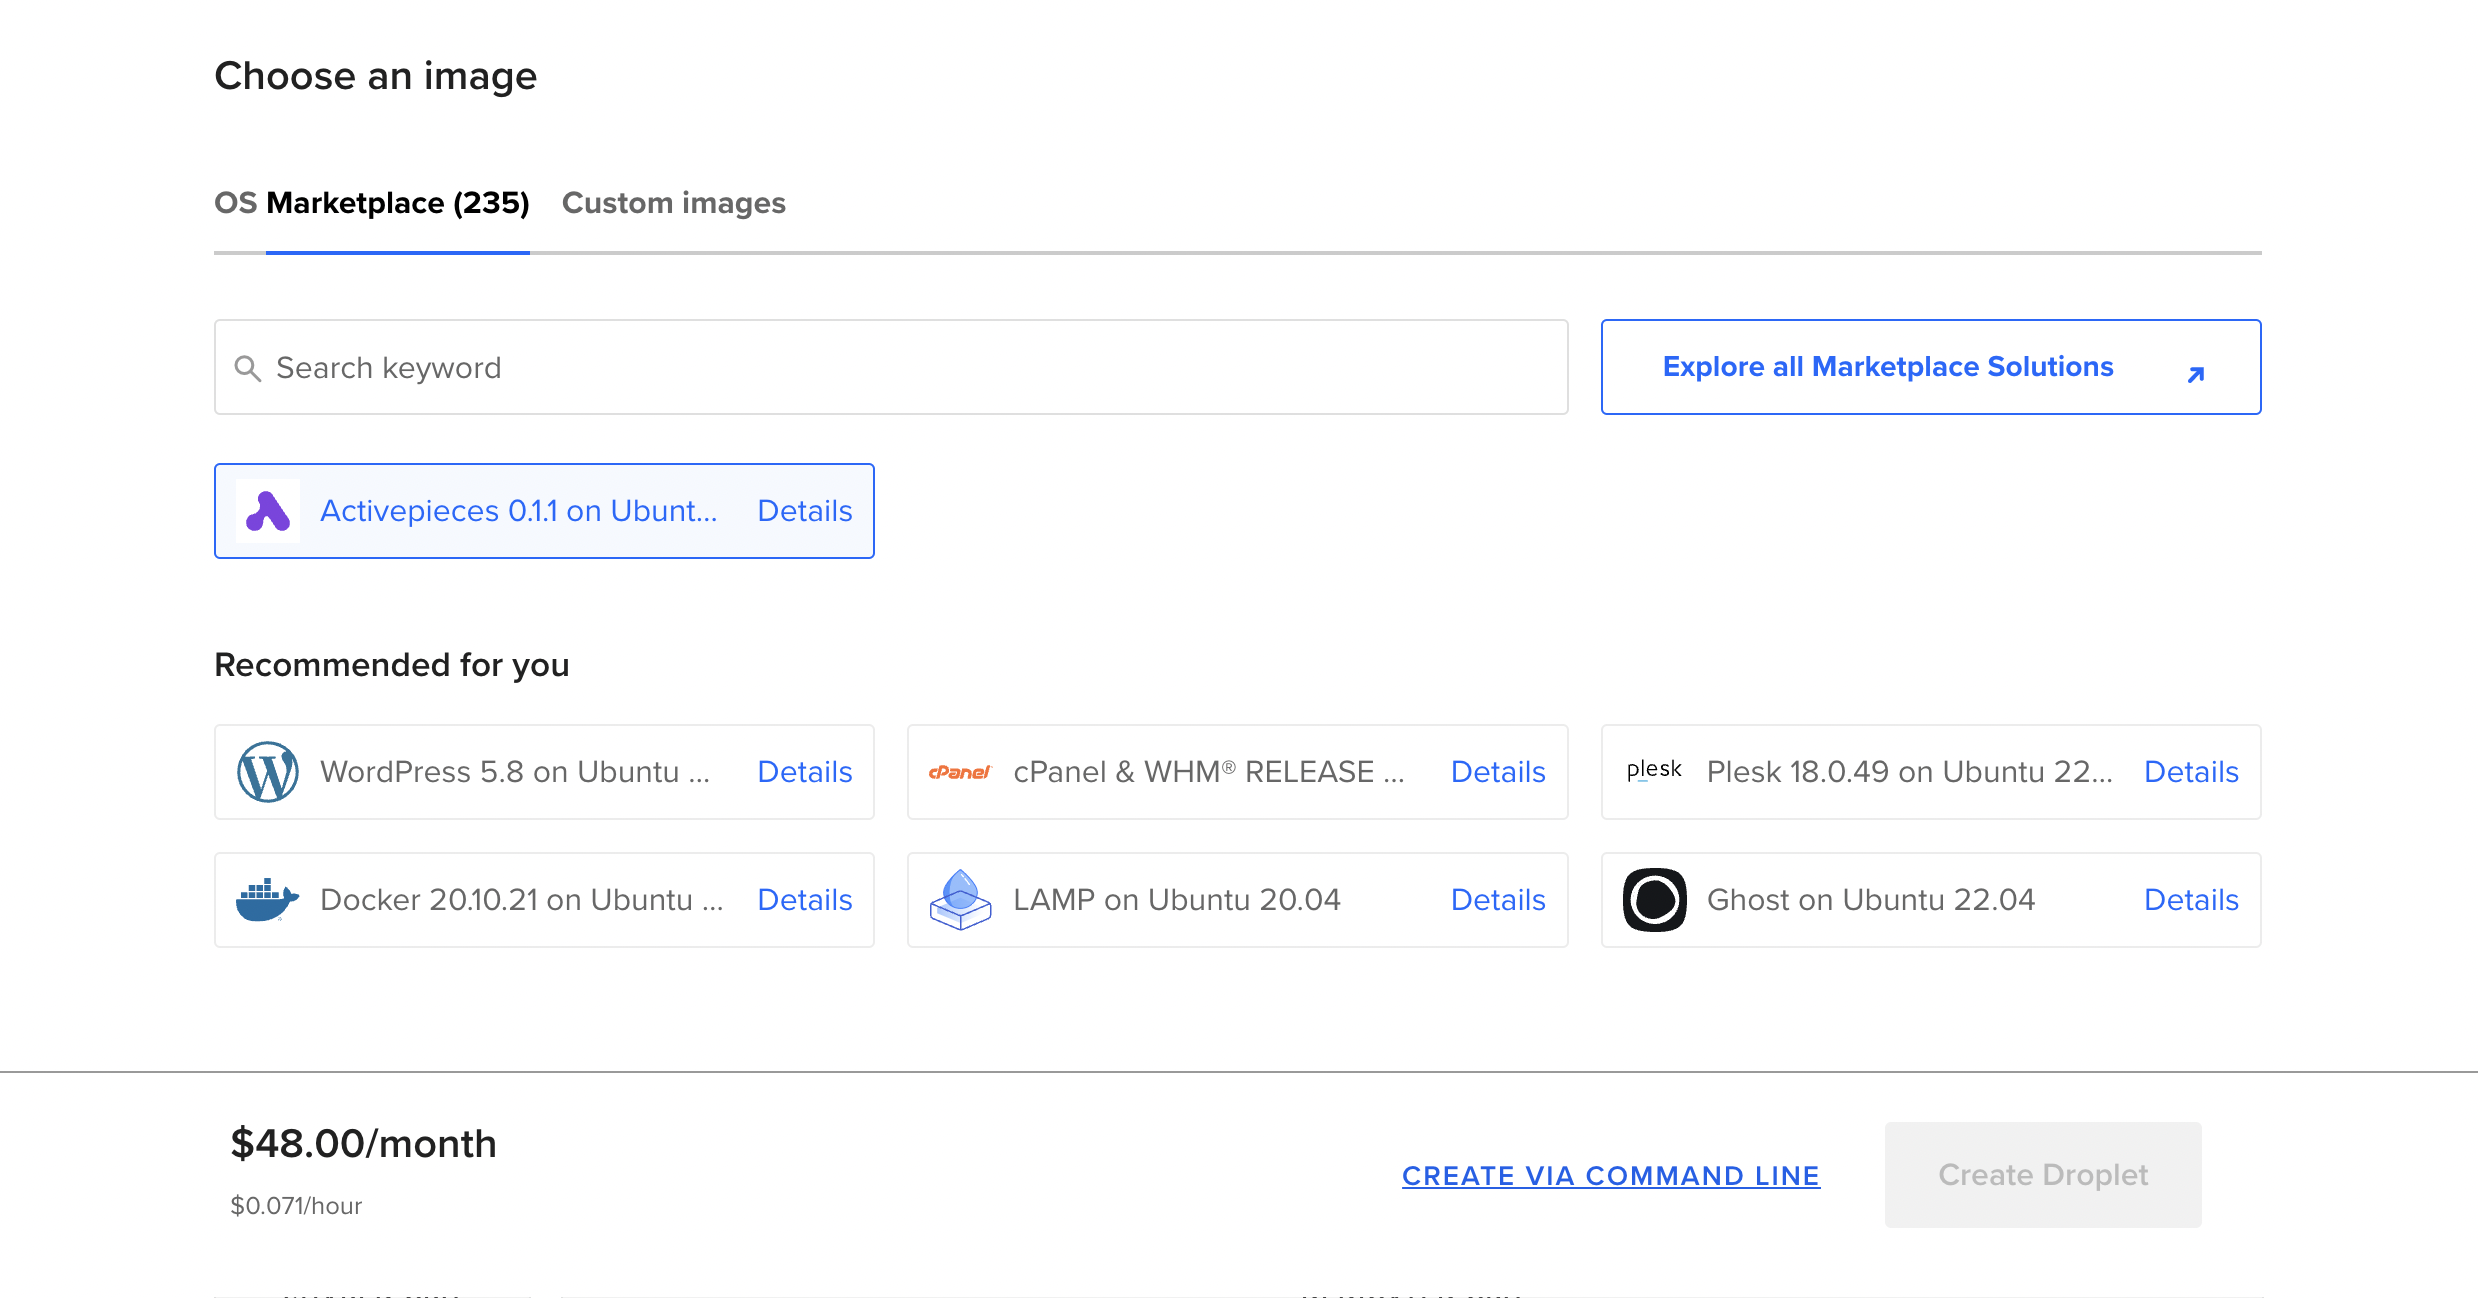 Choose an image
OS Marketplace (235) Custom images
Search keyword
Explore all Marketplace Solutions
Activepieces 0.1.1 on Ubunt... Details
Recommended for you
WordPress 5.8 on Ubuntu ... Details
cPanel cPanel & WHM® RELEASE ... Details
plesk Plesk 18.0.49 on Ubuntu 22... Details
Docker 20.10.21 on Ubuntu ... Details
LAMP on Ubuntu 20.04 Details
Ghost on Ubuntu 22.04 Details
$48.00/month
$0.071/hour
CREATE VIA COMMAND LINE
Create Droplet